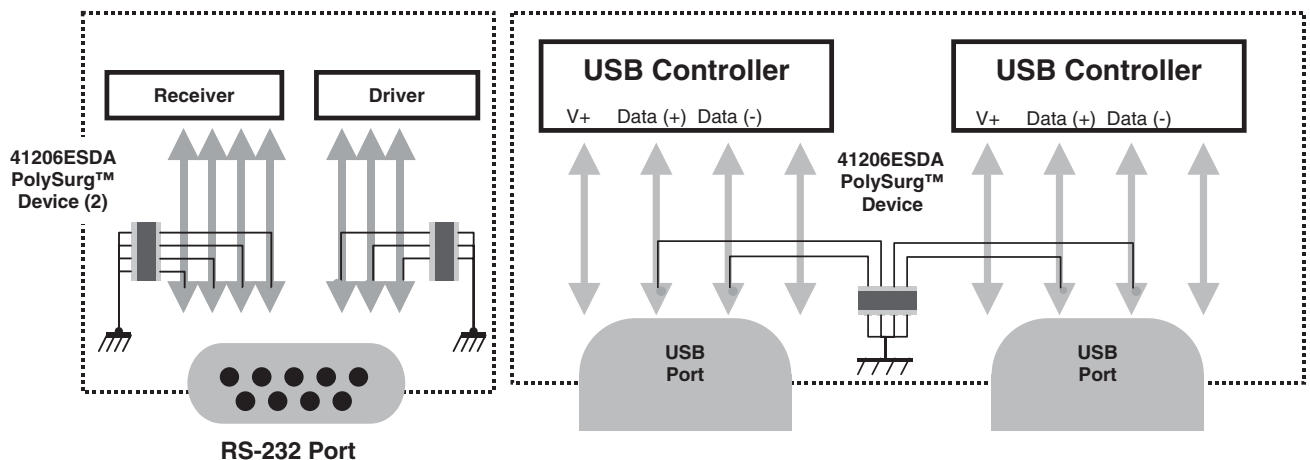 Receiver
Driver
41206ESDA
PolySurg™
Device (2)
RS-232 Port
USB Controller
V+ Data (+) Data (-)
41206ESDA
PolySurg™
Device
USB Controller
V+ Data (+) Data (-)
USB
Port
USB
Port